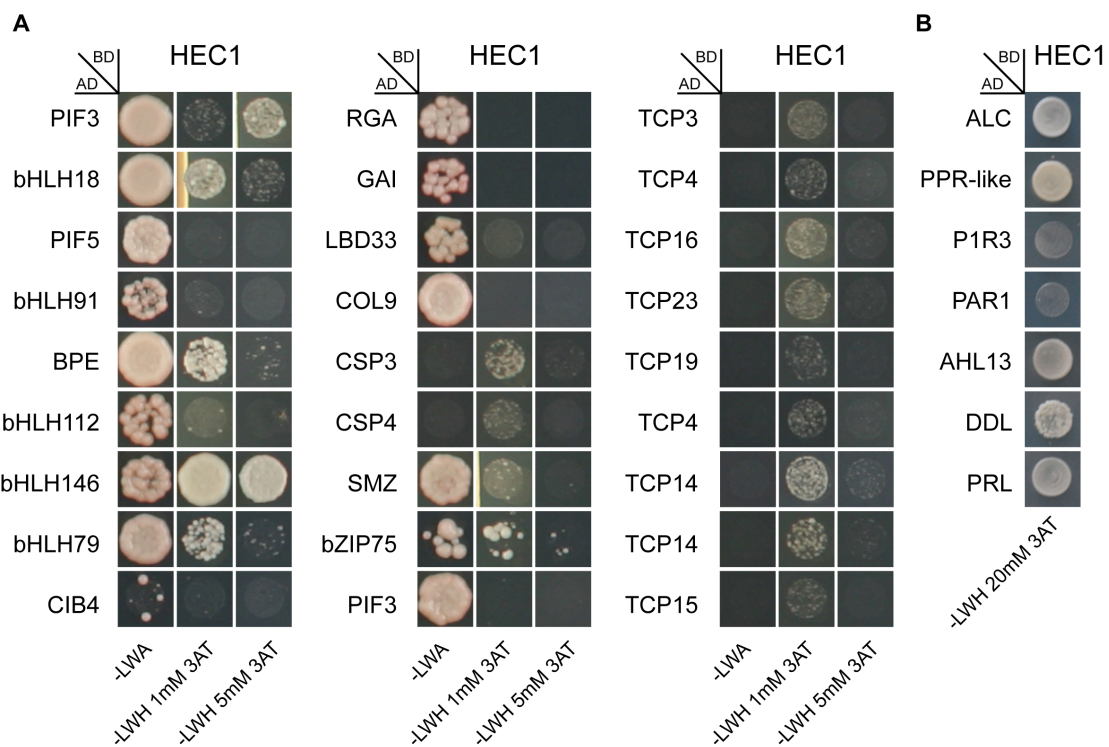 A
B
BD
AD
HEC1
PIF3
bHLH18
PIF5
bHLH91
BPE
bHLH112
bHLH146
bHLH79
CIB4
-LWA
-LWH 1mM 3AT
-LWH 5mM 3AT
BD
AD
HEC1
RGA
GAI
LBD33
COL9
CSP3
CSP4
SMZ
bZIP75
PIF3
-LWA
-LWH 1mM 3AT
-LWH 5mM 3AT
BD
AD
HEC1
TCP3
TCP4
TCP16
TCP23
TCP19
TCP4
TCP14
TCP14
TCP15
-LWA
-LWH 1mM 3AT
-LWH 5mM 3AT
BD
AD
HEC1
ALC
PPR-like
P1R3
PAR1
AHL13
DDL
PRL
-LWH 20mM 3AT